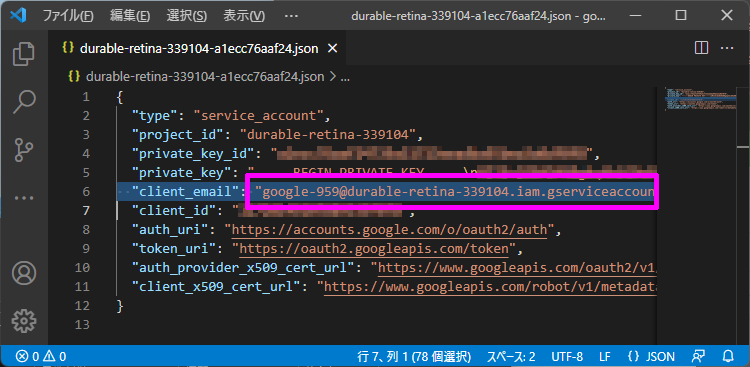 ファイル(F) 編集(E) 選択(S) 表示(V) ··· durable-retina-339104-a1ecc76aaf24.json - go...
{} durable-retina-339104-a1ecc76aaf24.json ×
{} durable-retina-339104-a1ecc76aaf24.json > ...
1 {
2 "type": "service_account",
3 "project_id": "durable-retina-339104",
4 "private_key_id": "
5 "private_key": " BEGIN PRIVATE KEY \n
6 "client_email": "google-959@durable-retina-339104.iam.gserviceaccoun
7 "client_id": " ",
8 "auth_uri": "https://accounts.google.com/o/oauth2/auth",
9 "token_uri": "https://oauth2.googleapis.com/token",
10 "auth_provider_x509_cert_url": "https://www.googleapis.com/oauth2/v1/
11 "client_x509_cert_url": "https://www.googleapis.com/robot/v1/metadata
12 }
13
0 0 行 7、列 1 (78 個選択) スペース: 2 UTF-8 LF {} JSON